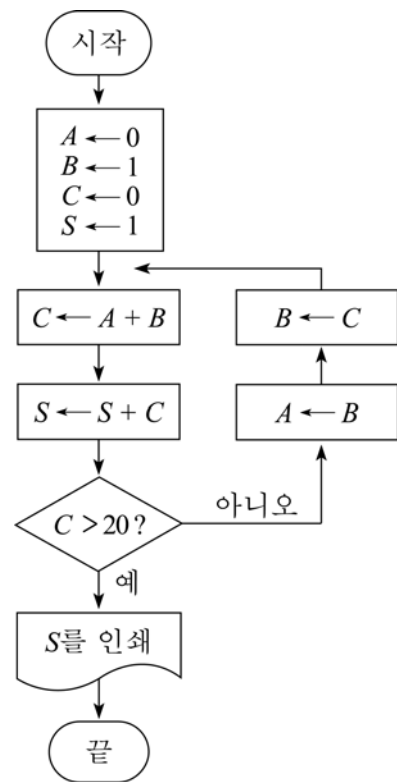 시작
A ← 0
B ← 1
C ← 0
S ← 1
C ← A + B
B ← C
S ← S + C
A ← B
C > 20 ?
아니오
예
S를 인쇄
끝